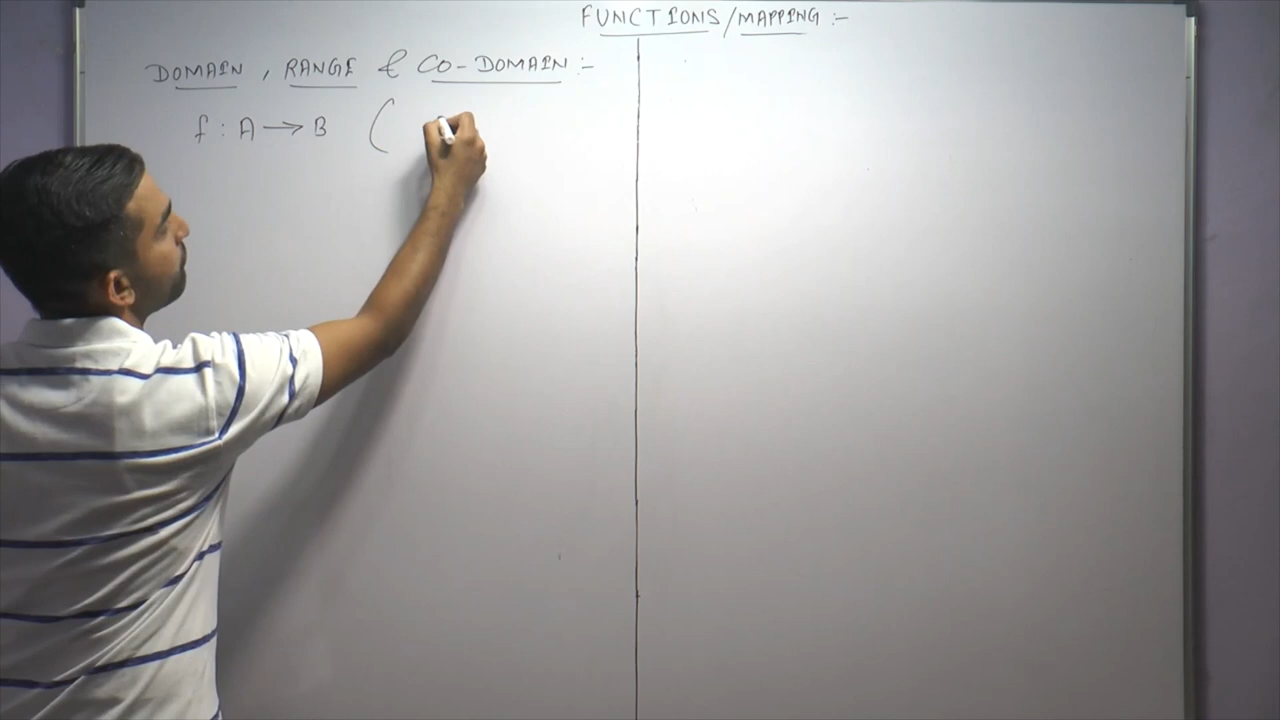 FUNCTIONS/MAPPING :-
DOMAIN, RANGE & CO-DOMAIN :-
f : A → B (